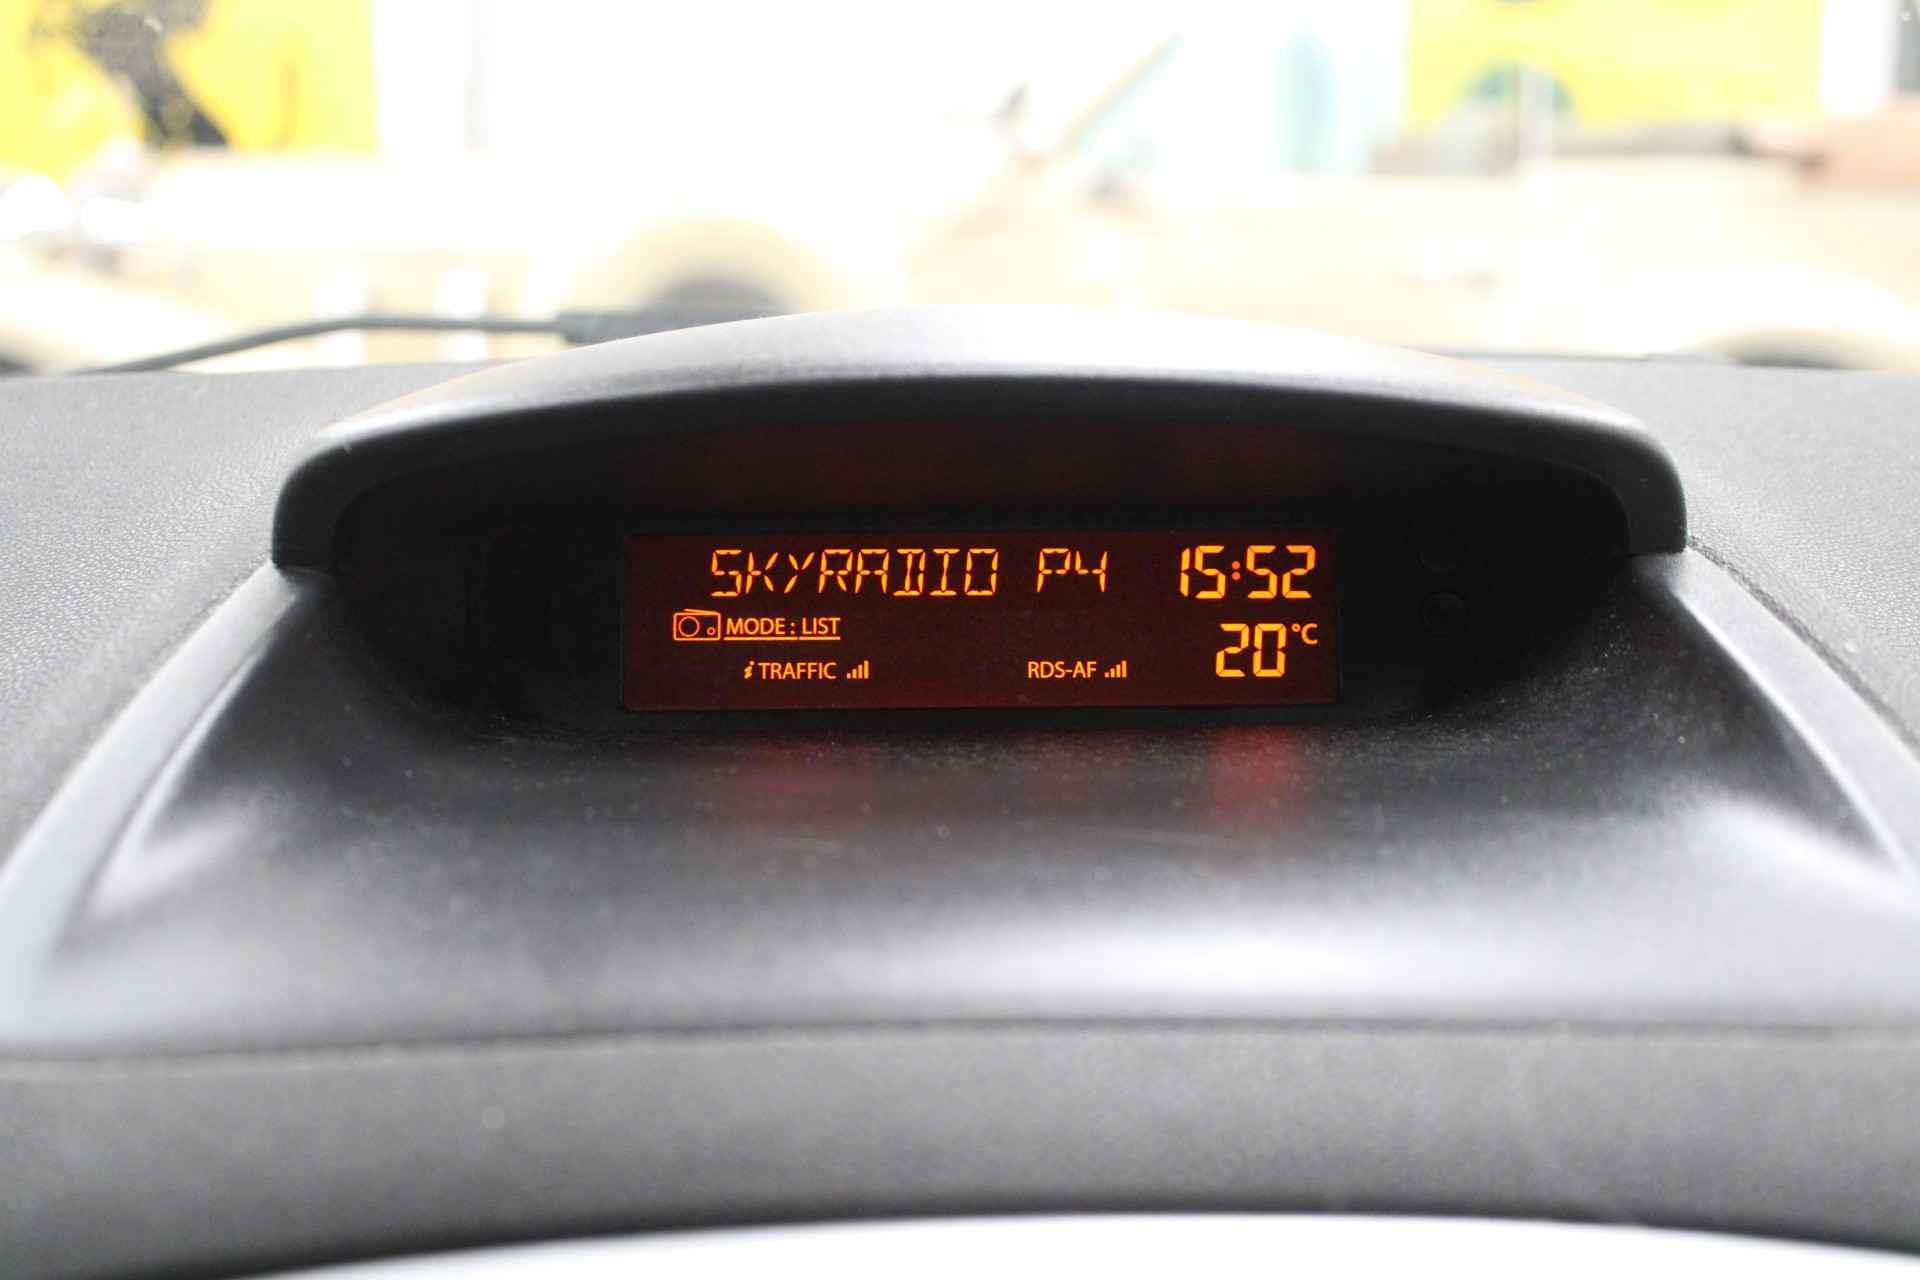 SKYRADIO P4 15:52
MODE : LIST 20 °C
i TRAFFIC RDS-AF